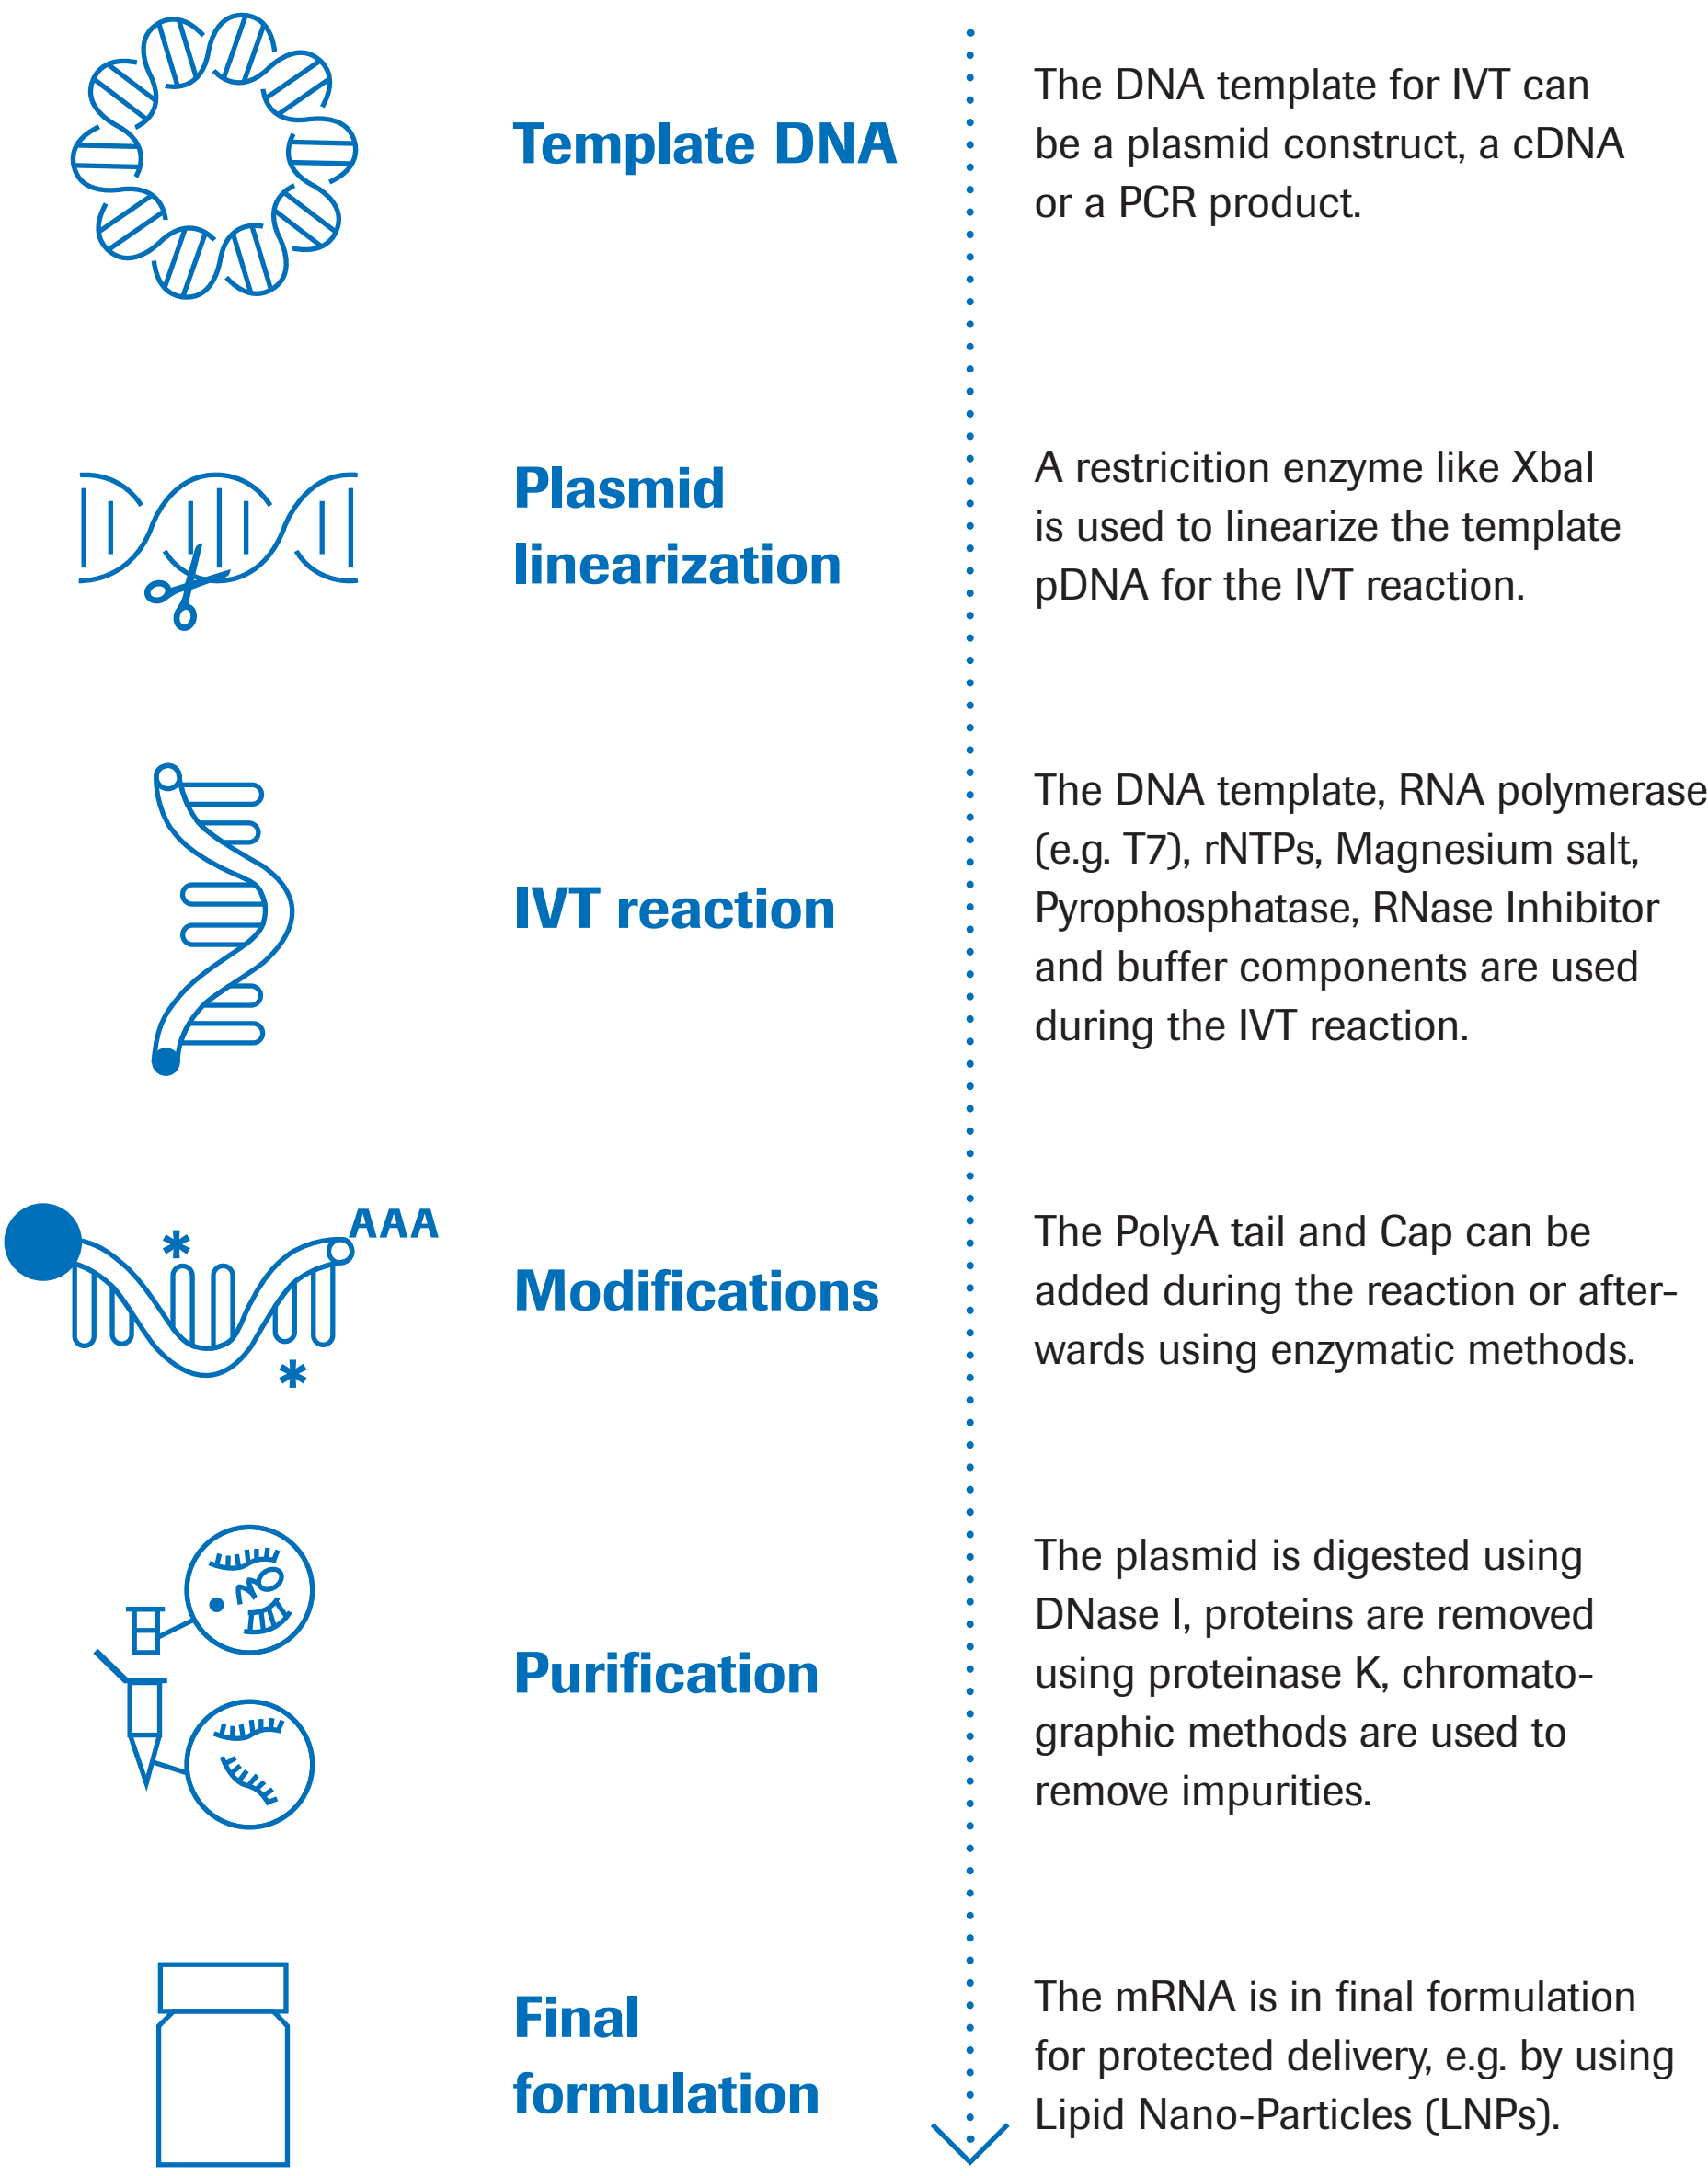 Template DNA
The DNA template for IVT can
be a plasmid construct, a cDNA
or a PCR product.
Plasmid
linearization
A restricition enzyme like XbaI
is used to linearize the template
pDNA for the IVT reaction.
IVT reaction
The DNA template, RNA polymerase
(e.g. T7), rNTPs, Magnesium salt,
Pyrophosphatase, RNase Inhibitor
and buffer components are used
during the IVT reaction.
AAA
*
*
Modifications
The PolyA tail and Cap can be
added during the reaction or after-
wards using enzymatic methods.
Purification
The plasmid is digested using
DNase I, proteins are removed
using proteinase K, chromato-
graphic methods are used to
remove impurities.
Final
formulation
The mRNA is in final formulation
for protected delivery, e.g. by using
Lipid Nano-Particles (LNPs).